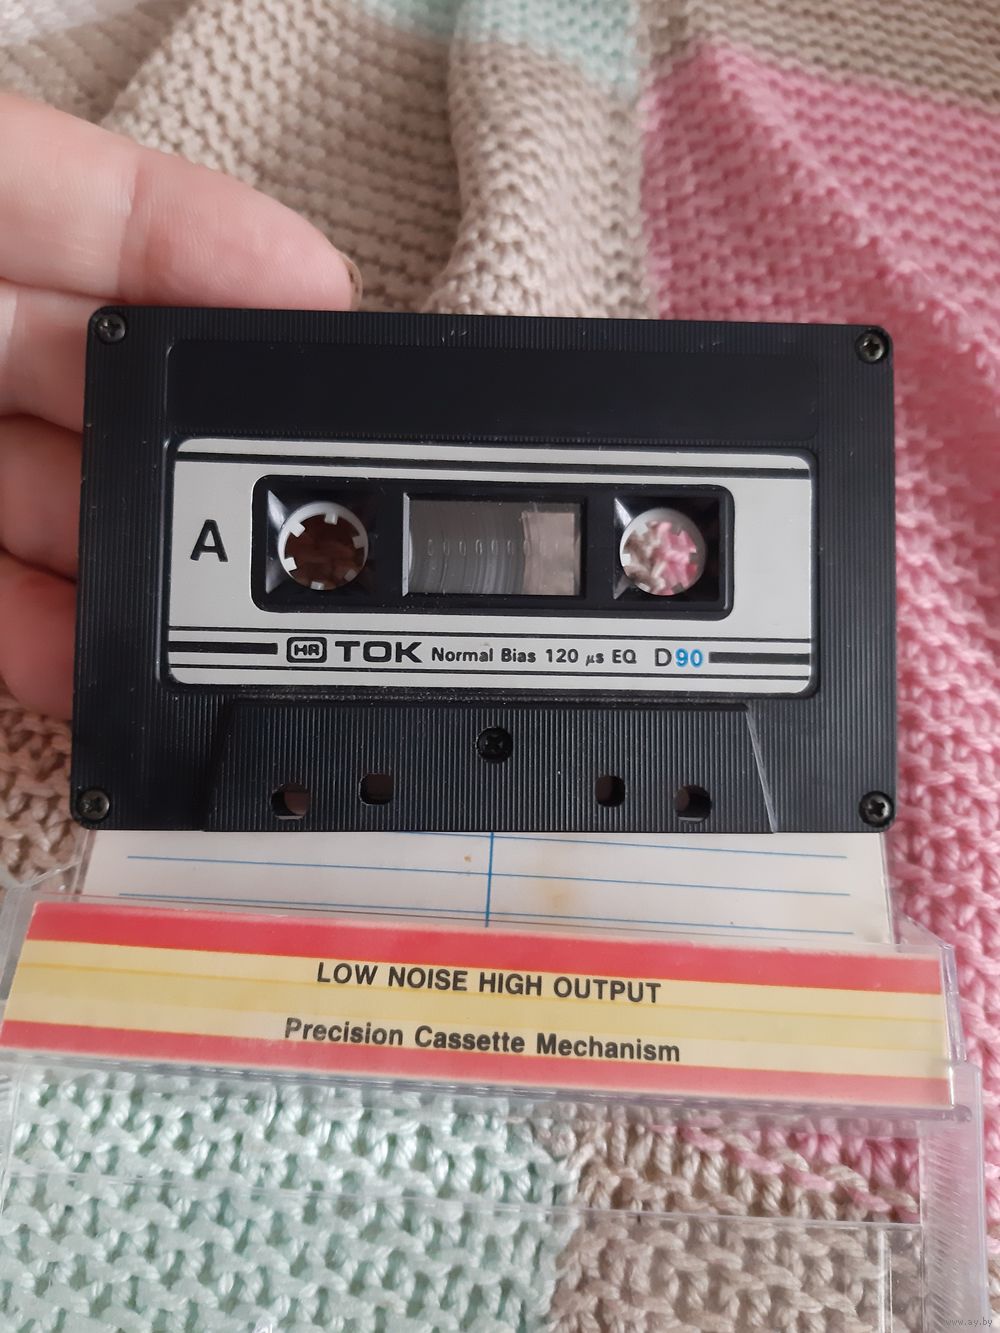 A
HR TOK Normal Bias 120 µs EQ D90
LOW NOISE HIGH OUTPUT
Precision Cassette Mechanism
www.ay.by